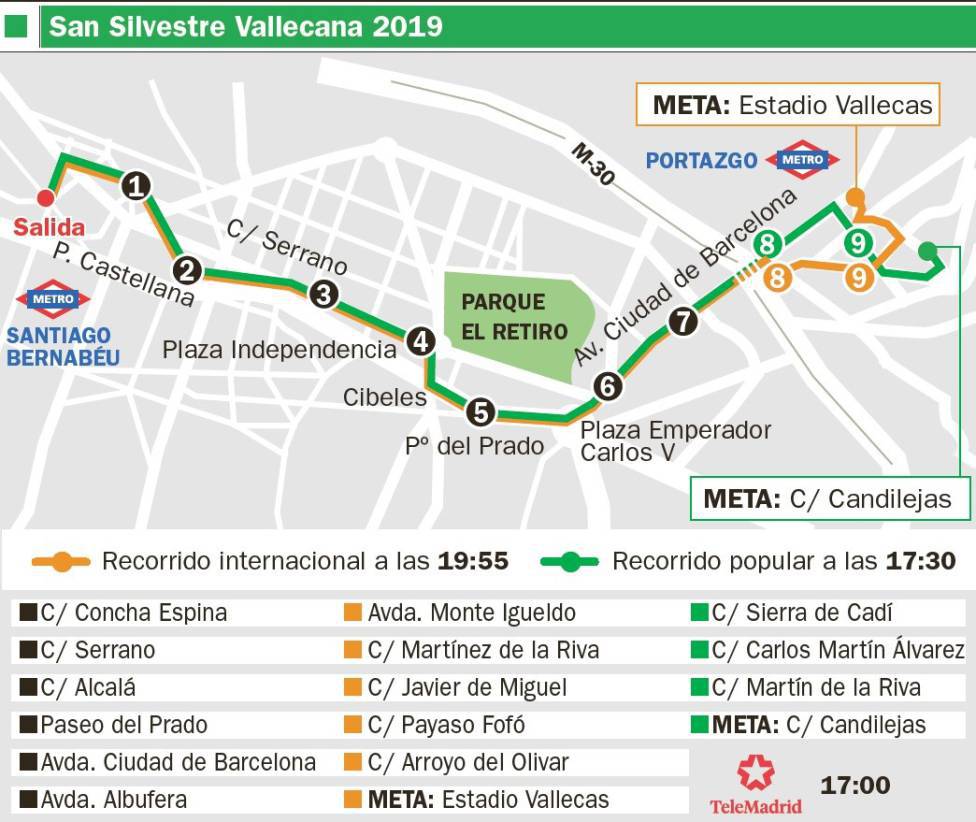 San Silvestre Vallecana 2019
META: Estadio Vallecas
PORTAZGO METRO
M-30
Salida
1
P. Castellana
2
C/ Serrano
3
METRO
SANTIAGO
BERNABÉU
Plaza Independencia
4
PARQUE
EL RETIRO
Av. Ciudad de Barcelona
8
9
8
9
7
6
Cibeles
5
Pº del Prado
Plaza Emperador
Carlos V
META: C/ Candilejas
Recorrido internacional a las 19:55
Recorrido popular a las 17:30
C/ Concha Espina
C/ Serrano
C/ Alcalá
Paseo del Prado
Avda. Ciudad de Barcelona
Avda. Albufera
Avda. Monte Igueldo
C/ Martínez de la Riva
C/ Javier de Miguel
C/ Payaso Fofó
C/ Arroyo del Olivar
META: Estadio Vallecas
C/ Sierra de Cadí
C/ Carlos Martín Álvarez
C/ Martín de la Riva
META: C/ Candilejas
TeleMadrid
17:00